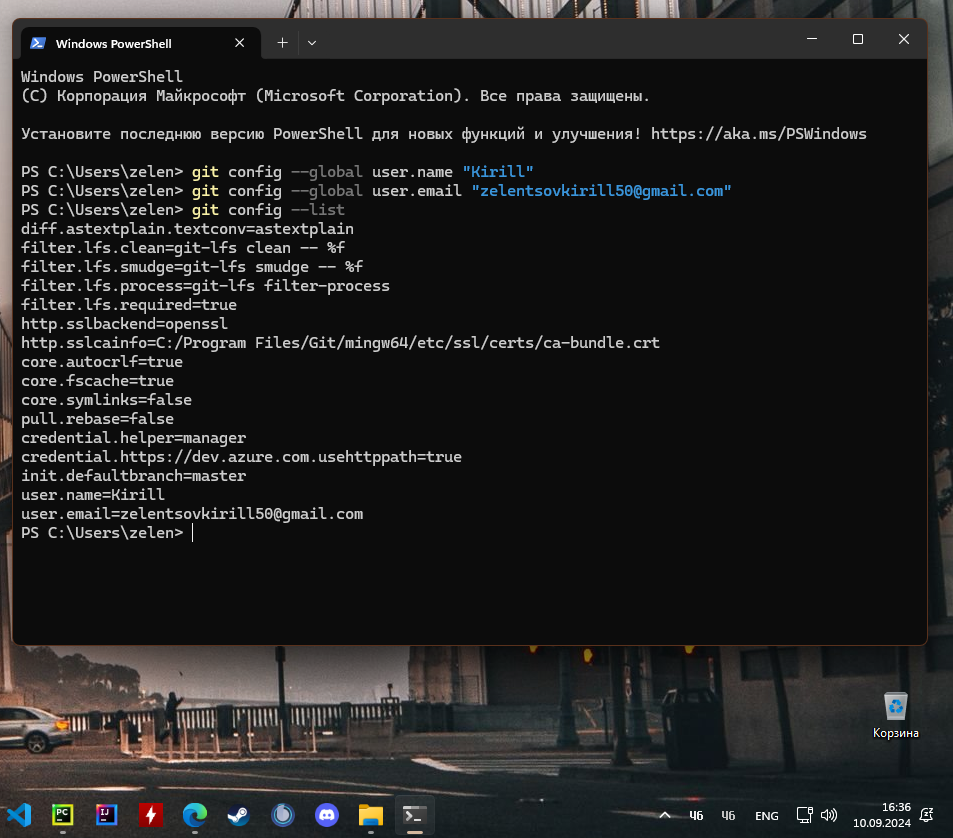 Windows PowerShell
Windows PowerShell
(C) Корпорация Майкрософт (Microsoft Corporation). Все права защищены.
Установите последнюю версию PowerShell для новых функций и улучшения! https://aka.ms/PSWindows
PS C:\Users\zelen> git config --global user.name "Kirill"
PS C:\Users\zelen> git config --global user.email "zelentsovkirill50@gmail.com"
PS C:\Users\zelen> git config --list
diff.astextplain.textconv=astextplain
filter.lfs.clean=git-lfs clean -- %f
filter.lfs.smudge=git-lfs smudge -- %f
filter.lfs.process=git-lfs filter-process
filter.lfs.required=true
http.sslbackend=openssl
http.sslcainfo=C:/Program Files/Git/mingw64/etc/ssl/certs/ca-bundle.crt
core.autocrlf=true
core.fscache=true
core.symlinks=false
pull.rebase=false
credential.helper=manager
credential.https://dev.azure.com.usehttppath=true
init.defaultbranch=master
user.name=Kirill
user.email=zelentsovkirill50@gmail.com
PS C:\Users\zelen>
Корзина
PC IJ Ч6 Ч6 ENG 16:36
10.09.2024